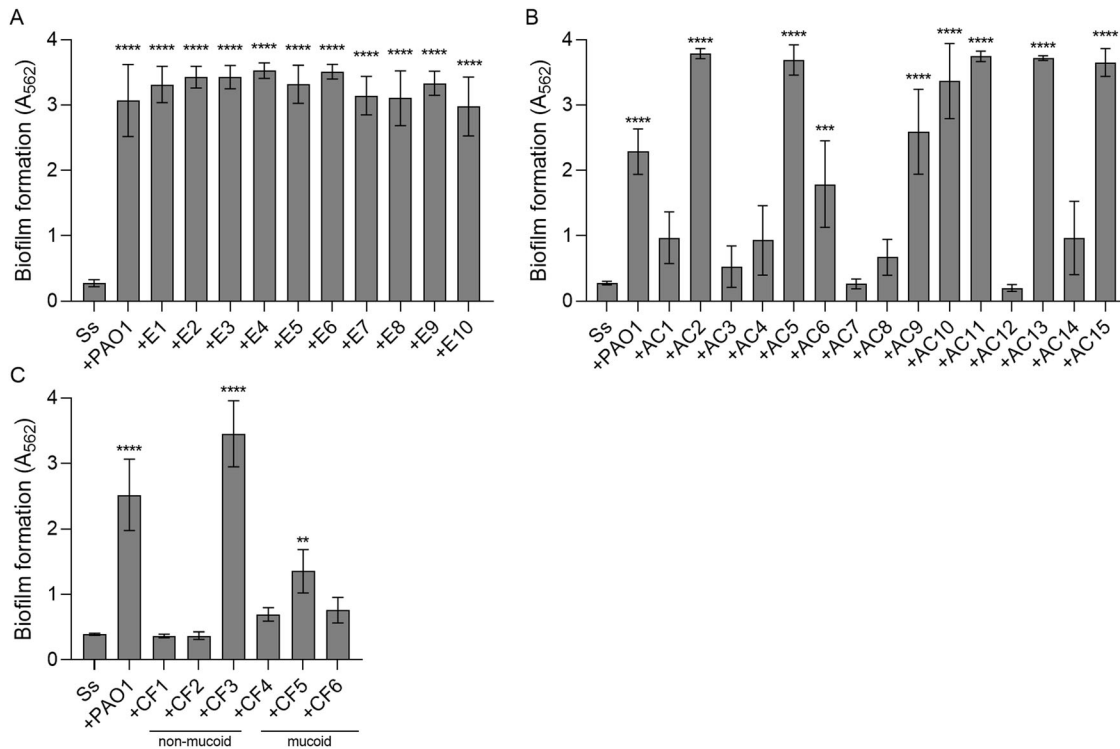 A
Biofilm formation (A562)
4
3
2
1
0
**** **** **** **** **** **** **** **** **** **** ****
Ss +PAO1 +E1 +E2 +E3 +E4 +E5 +E6 +E7 +E8 +E9 +E10
B
Biofilm formation (A562)
4
3
2
1
0
**** **** **** *** **** **** **** **** ****
Ss +PAO1 +AC1 +AC2 +AC3 +AC4 +AC5 +AC6 +AC7 +AC8 +AC9 +AC10 +AC11 +AC12 +AC13 +AC14 +AC15
C
Biofilm formation (A562)
4
3
2
1
0
**** **** **
Ss +PAO1 +CF1 +CF2 +CF3 +CF4 +CF5 +CF6
non-mucoid mucoid